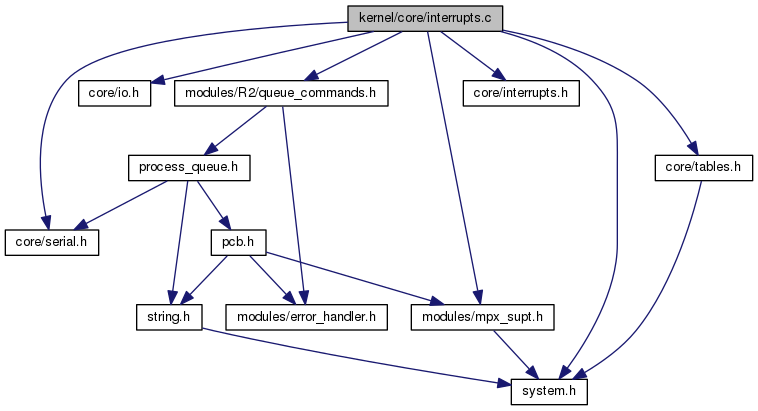 kernel/core/interrupts.c
core/io.h
modules/R2/queue_commands.h
core/interrupts.h
process_queue.h
core/tables.h
core/serial.h
pcb.h
string.h
modules/error_handler.h
modules/mpx_supt.h
system.h